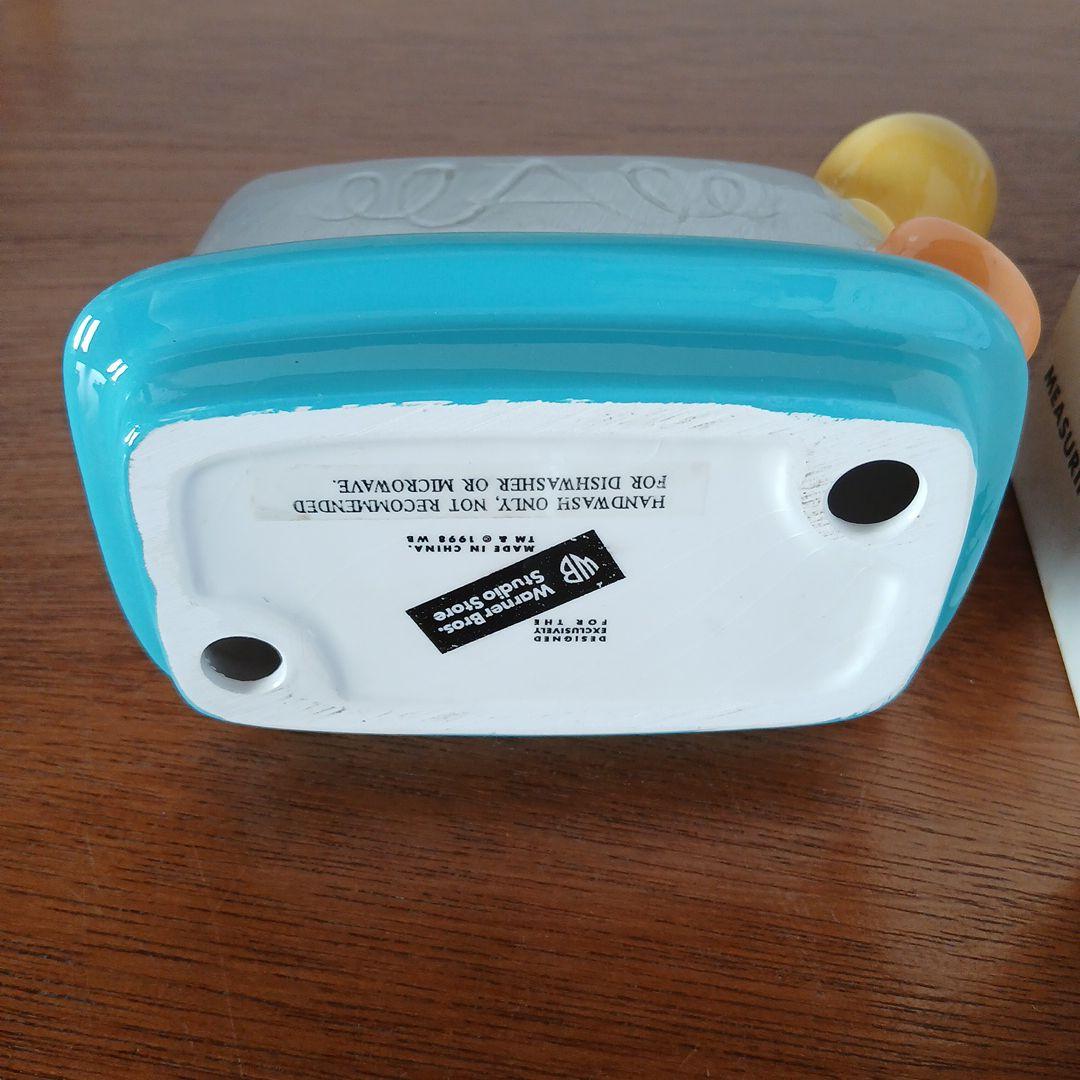 DESIGNED
EXCLUSIVELY
FOR THE
Warner Bros.
Studio Store
WB
TM & © 1998 WB
MADE IN CHINA.
HANDWASH ONLY, NOT RECOMMENDED
FOR DISHWASHER OR MICROWAVE.
MEASURIN